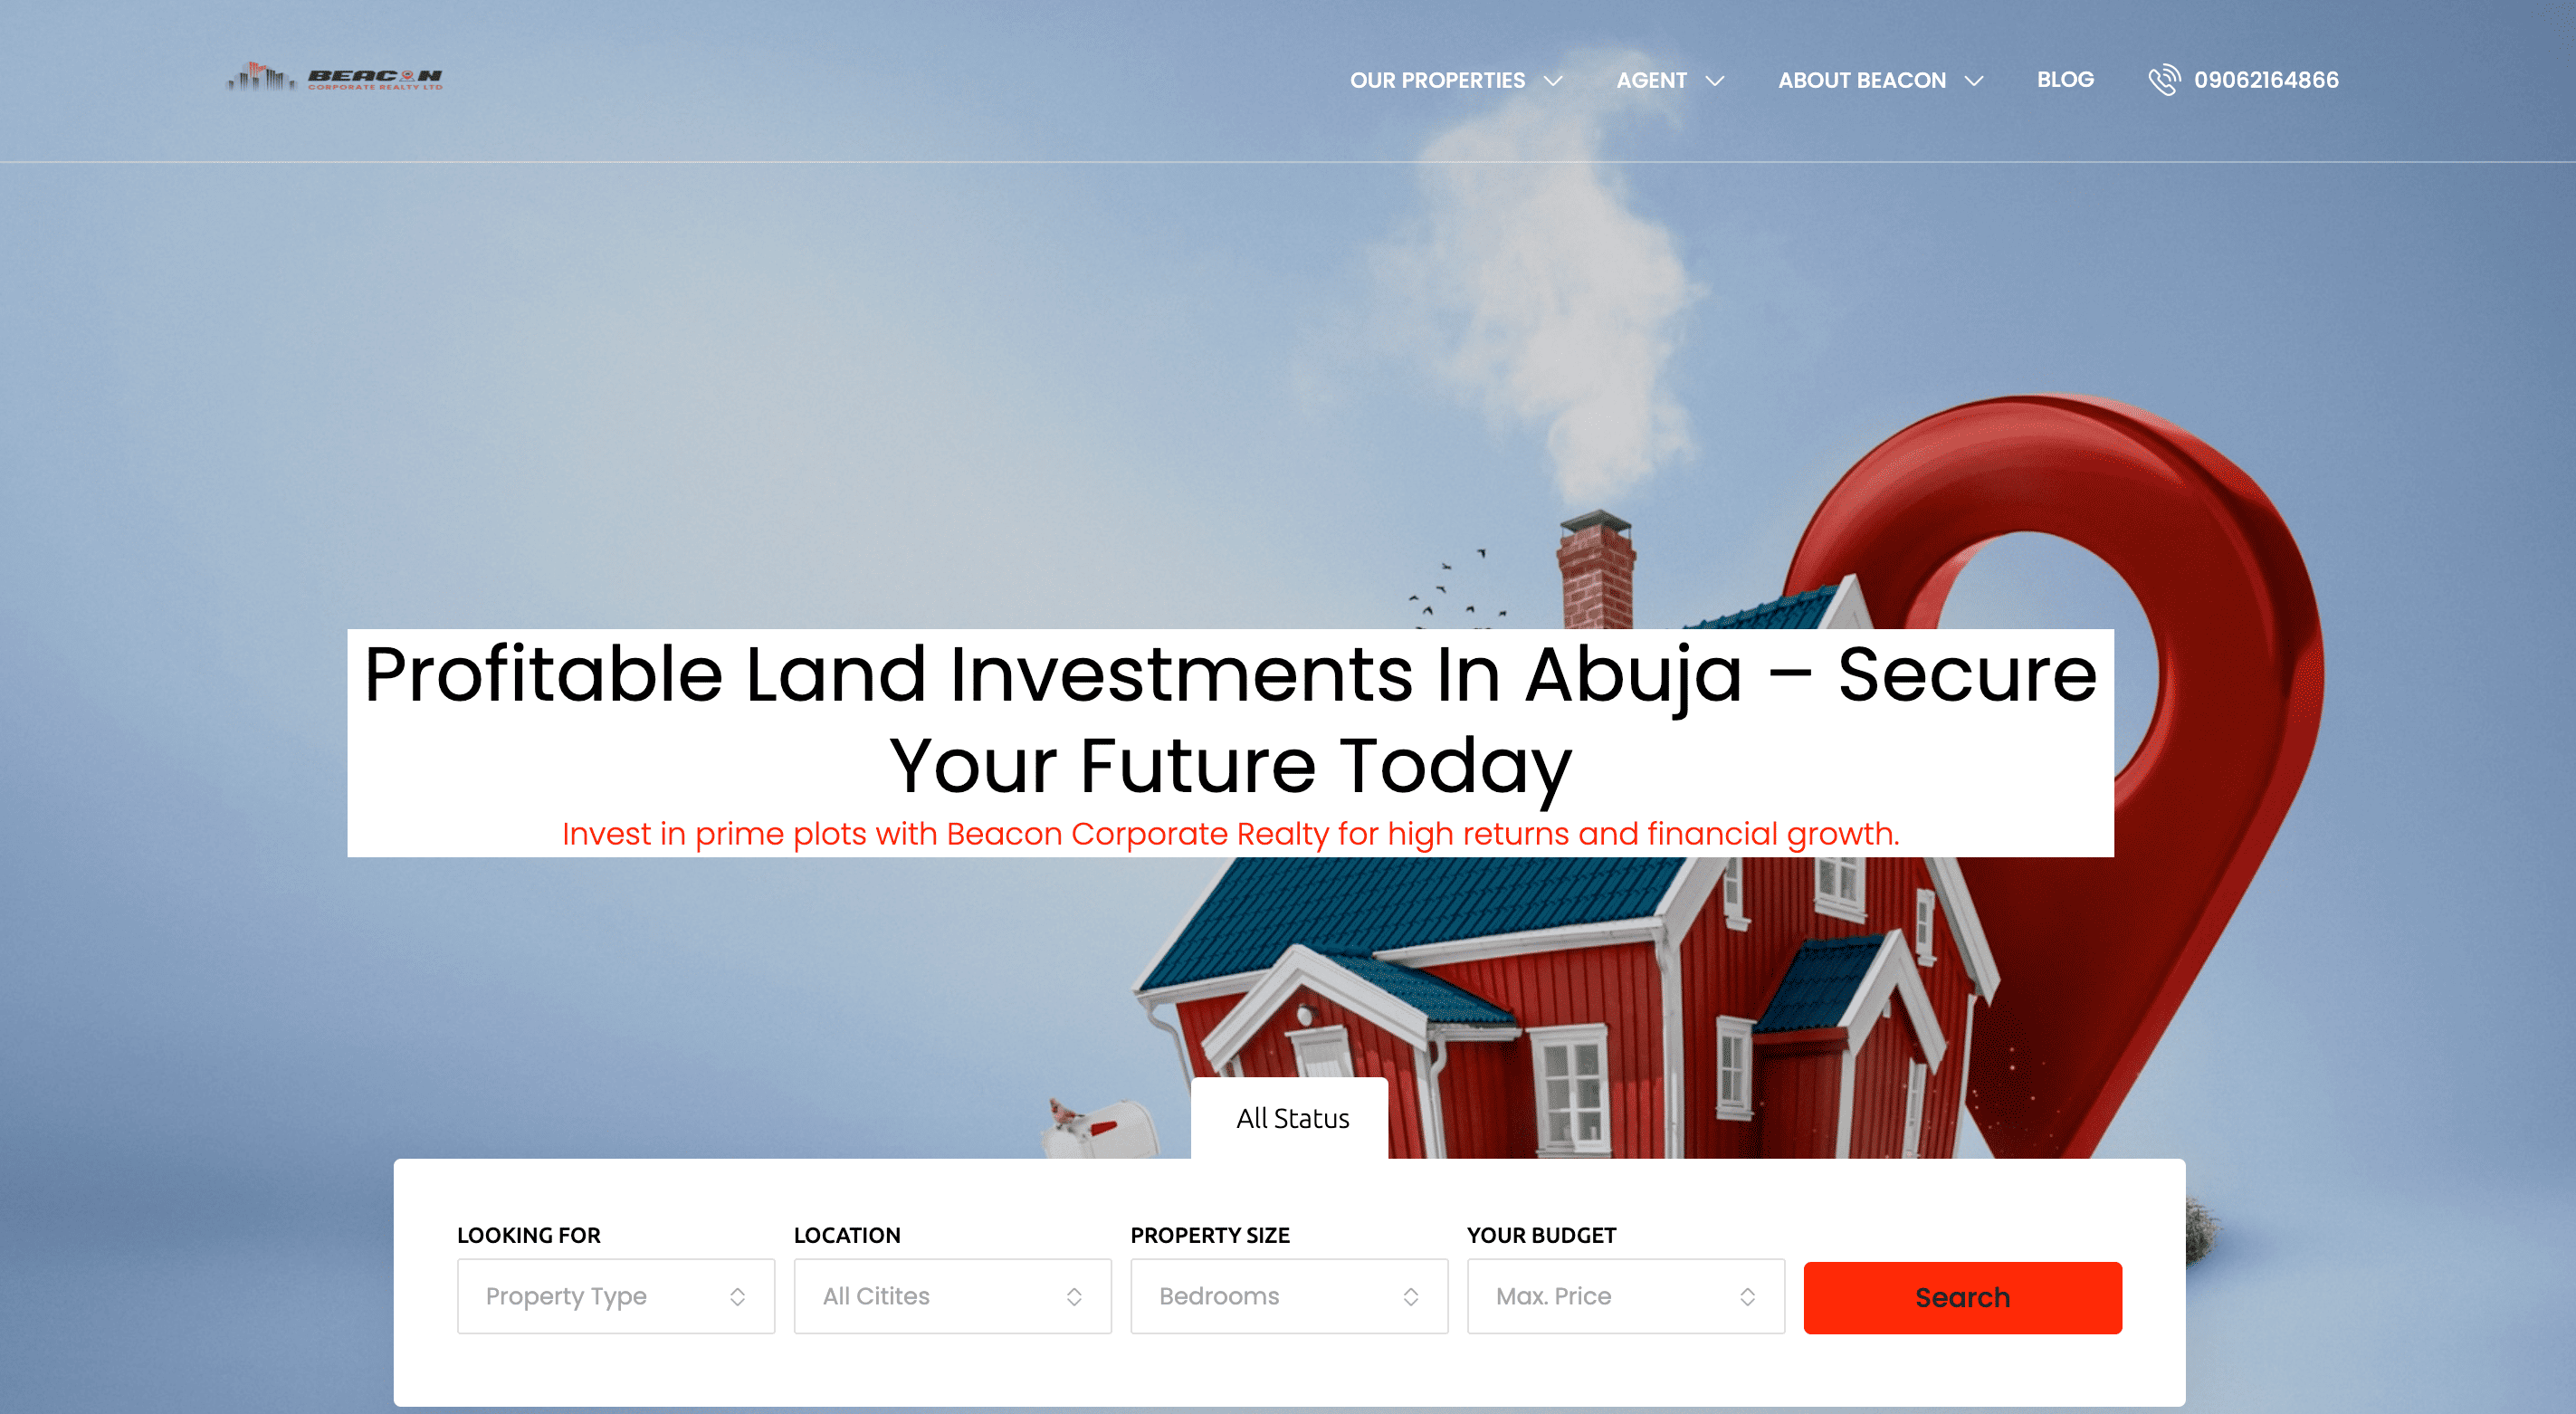 BEACON
CORPORATE REALTY LTD
OUR PROPERTIES
AGENT
ABOUT BEACON
BLOG
09062164866
Profitable Land Investments In Abuja – Secure
Your Future Today
Invest in prime plots with Beacon Corporate Realty for high returns and financial growth.
All Status
LOOKING FOR
LOCATION
PROPERTY SIZE
YOUR BUDGET
Property Type
All Citites
Bedrooms
Max. Price
Search